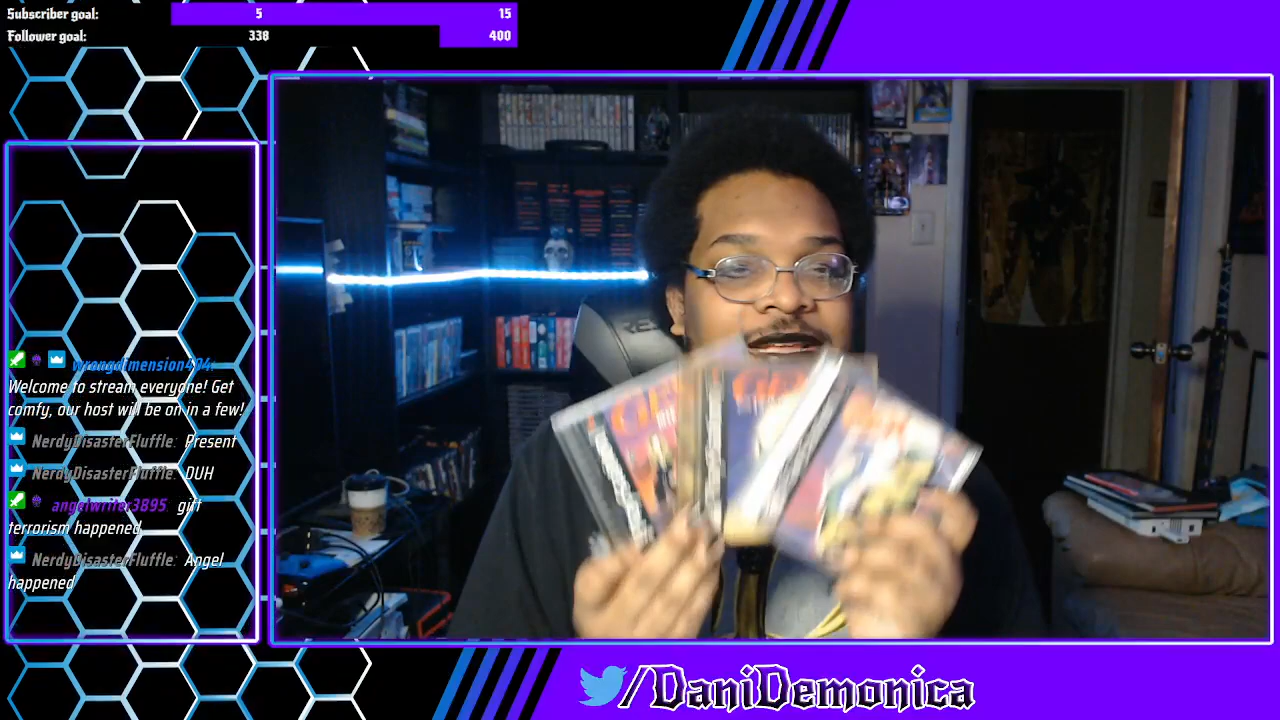 Subscriber goal: 5 15
Follower goal: 338 400
wrongdimension404:
Welcome to stream everyone! Get
comfy, our host will be on in a few!
NerdyDisasterFluffle: Present
NerdyDisasterFluffle: DUH
angelwriter3895: gift
terrorism happened
NerdyDisasterFluffle: Angel
happened
/DaniDemonica